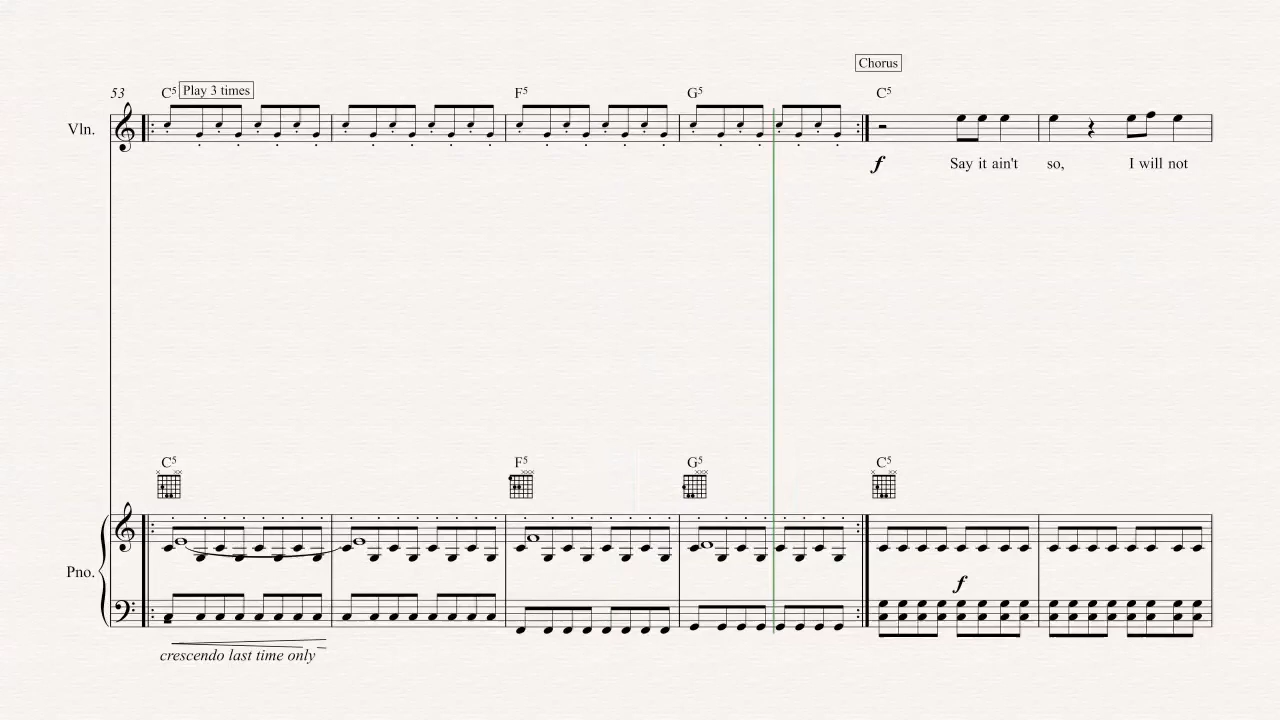 Chorus
53 C5 Play 3 times F5 G5 C5
Vln.
f Say it ain't so, I will not
C5 F5 G5 C5
Pno.
f
crescendo last time only